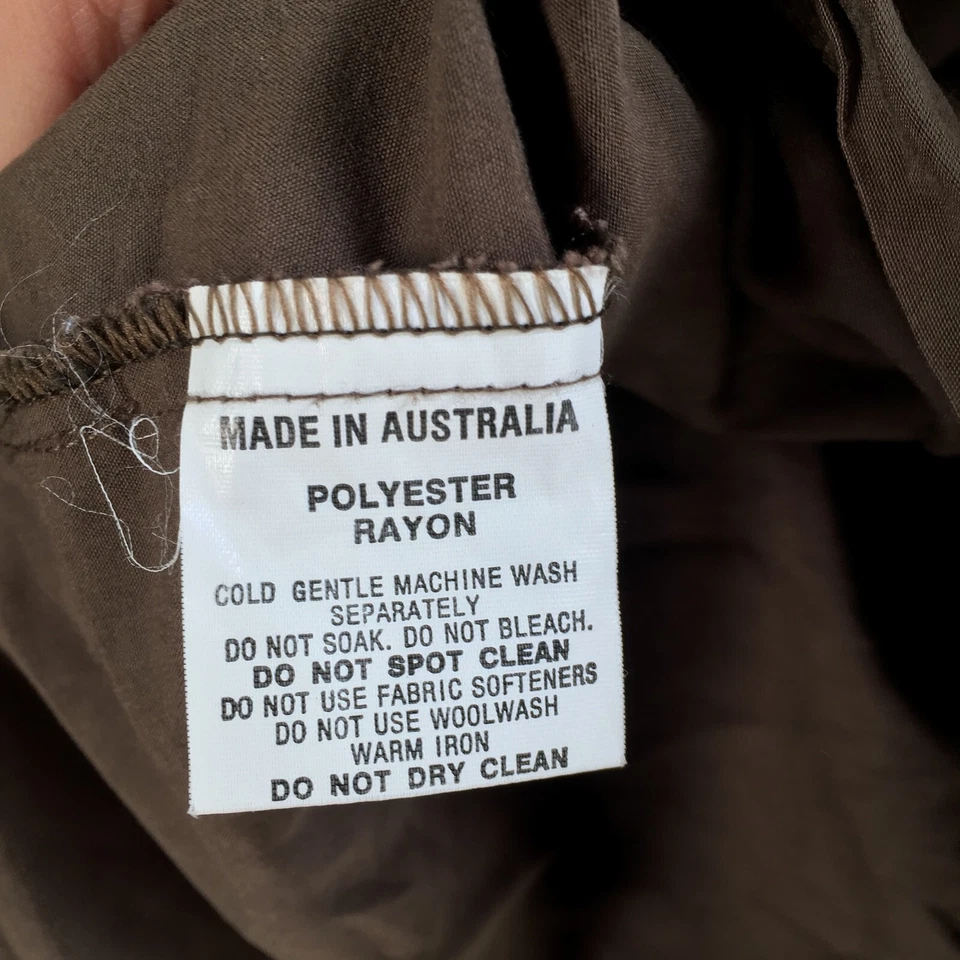 MADE IN AUSTRALIA
POLYESTER
RAYON
COLD GENTLE MACHINE WASH
SEPARATELY
DO NOT SOAK. DO NOT BLEACH.
DO NOT SPOT CLEAN
DO NOT USE FABRIC SOFTENERS
DO NOT USE WOOLWASH
WARM IRON
DO NOT DRY CLEAN